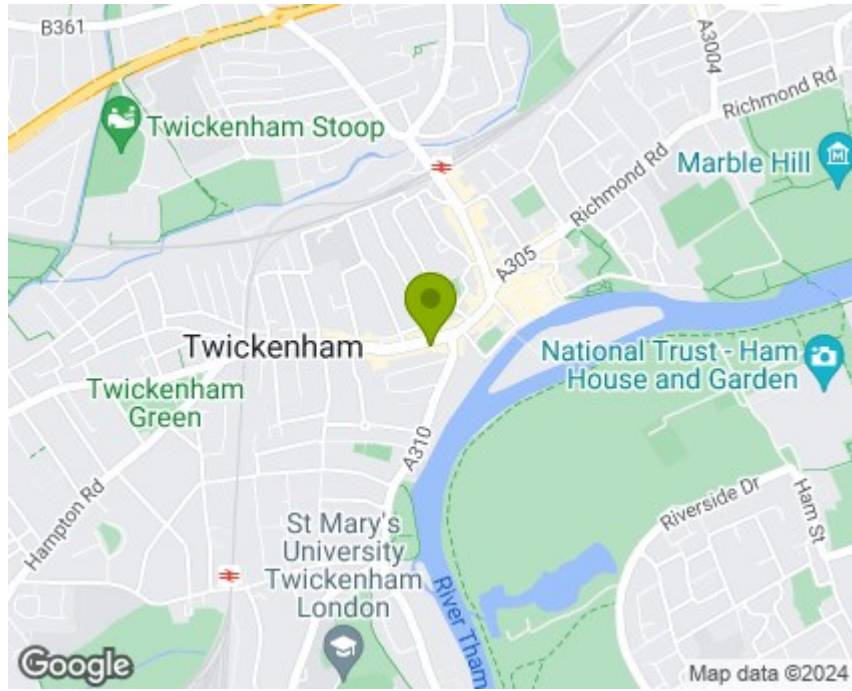 B361
A3004
Richmond Rd
Twickenham Stoop
Marble Hill
Richmond Rd
A305
Twickenham
National Trust - Ham
House and Garden
Twickenham
Green
A310
Hampton Rd
Riverside Dr
Ham St
St Mary's
University
Twickenham
London
River Tham
Google
Map data ©2024